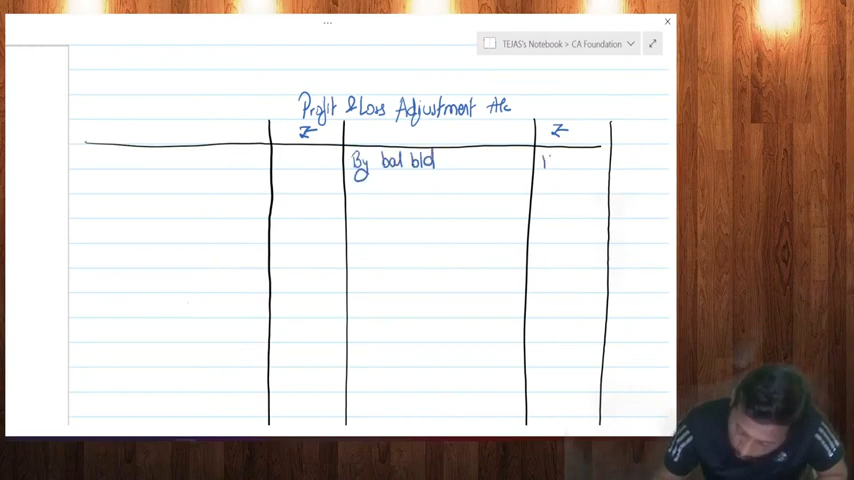 TEJAS's Notebook > CA Foundation
Profit & Loss Adjustment A/c
₹ ₹
By bal b/d